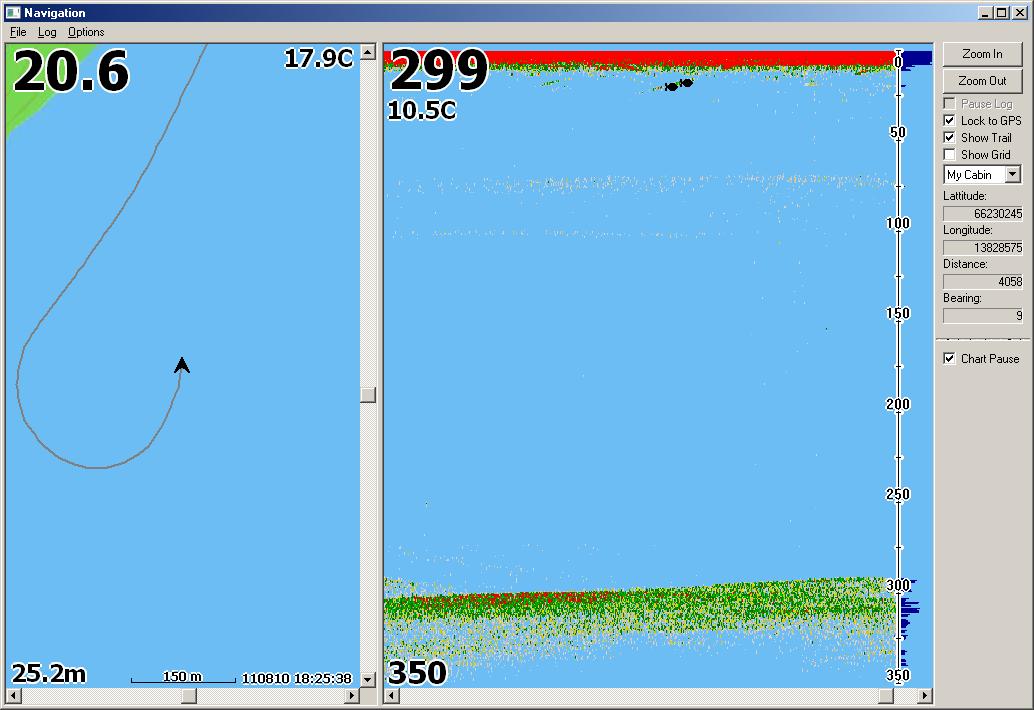 Navigation
File Log Options
20.6
17.9C
25.2m
150 m
110810 18:25:38
299
10.5C
0
50
100
150
200
250
300
350
350
Zoom In
Zoom Out
Pause Log
Lock to GPS
Show Trail
Show Grid
My Cabin
Lattitude:
66230245
Longitude:
13828575
Distance:
4058
Bearing:
9
Chart Pause